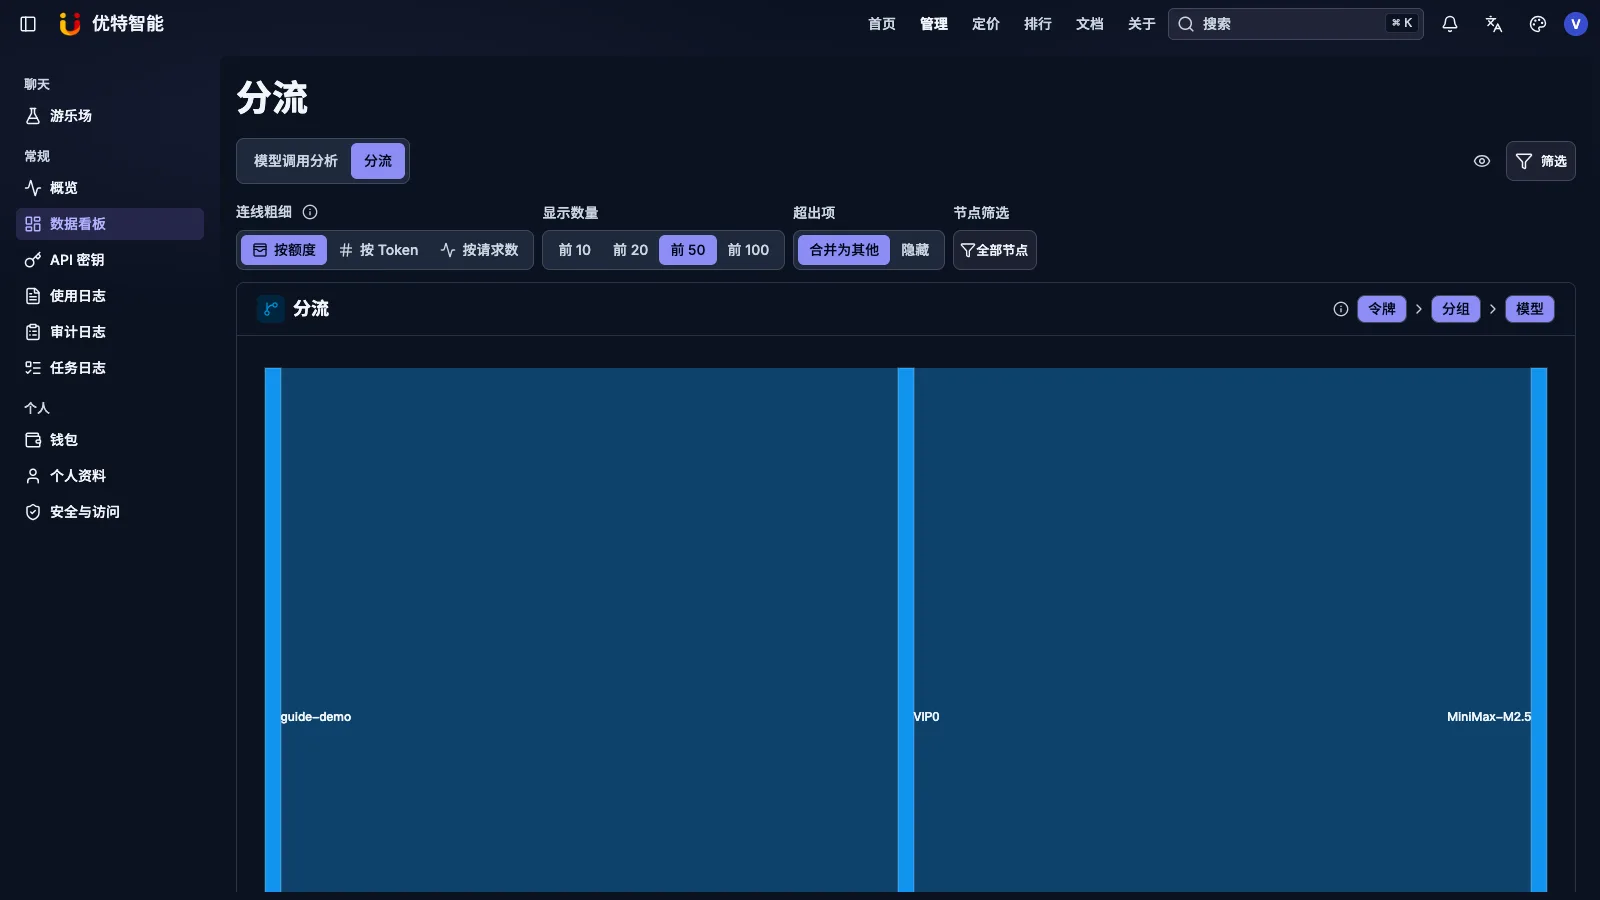 优特智能
首页 管理 定价 排行 文档 关于
搜索 ⌘ K
V
聊天
游乐场
常规
概览
数据看板
API 密钥
使用日志
审计日志
任务日志
个人
钱包
个人资料
安全与访问
分流
模型调用分析 分流
筛选
连线粗细 显示数量 超出项 节点筛选
按额度 按 Token 按请求数 前 10 前 20 前 50 前 100 合并为其他 隐藏 全部节点
分流
令牌 分组 模型
guide-demo VIP0 MiniMax-M2.5